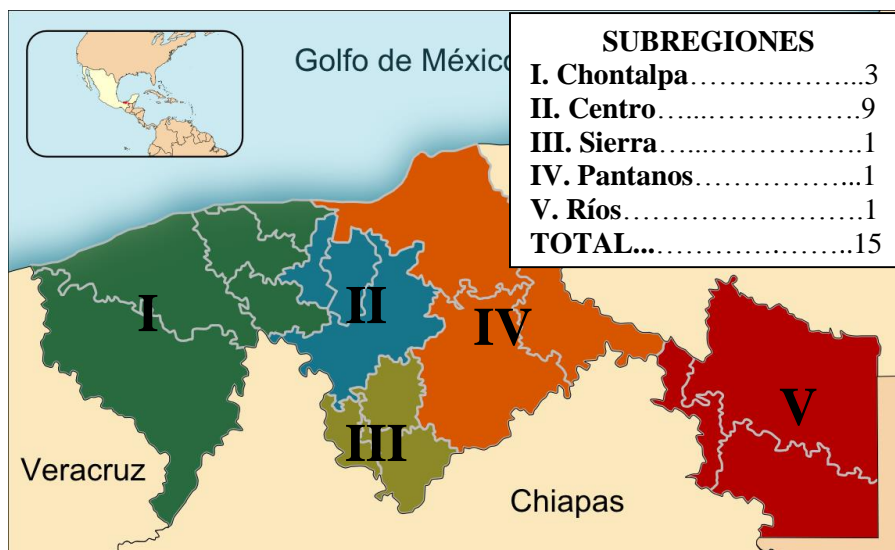 Golfo de Méxic
SUBREGIONES
I. Chontalpa……………...3
II. Centro…...…………….9
III. Sierra…...…………….1
IV. Pantanos……………...1
V. Ríos……………………1
TOTAL...………………..15
I
II
IV
V
III
Veracruz
Chiapas